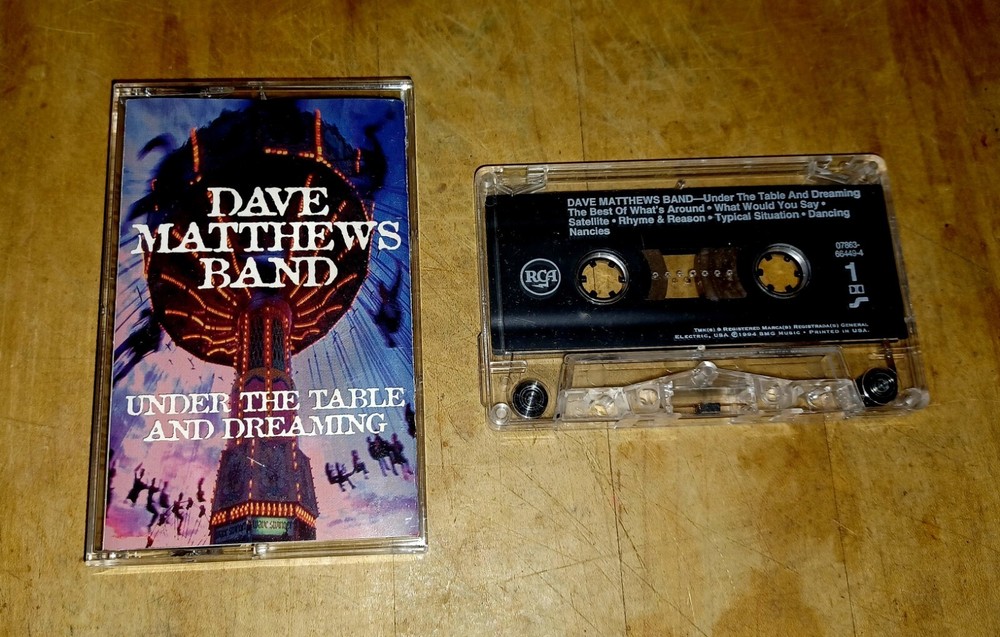 DAVE
MATTHEWS
BAND
UNDER THE TABLE
AND DREAMING
WAVE SWINGER
DAVE MATTHEWS BAND—Under The Table And Dreaming
The Best Of What's Around • What Would You Say •
Satellite • Rhyme & Reason • Typical Situation • Dancing
Nancies
RCA
07863-
66449-4
1
TMK(S) ® REGISTERED MARCA(S) REGISTRADA(S) GENERAL
ELECTRIC, USA ℗1994 BMG MUSIC • PRINTED IN USA.